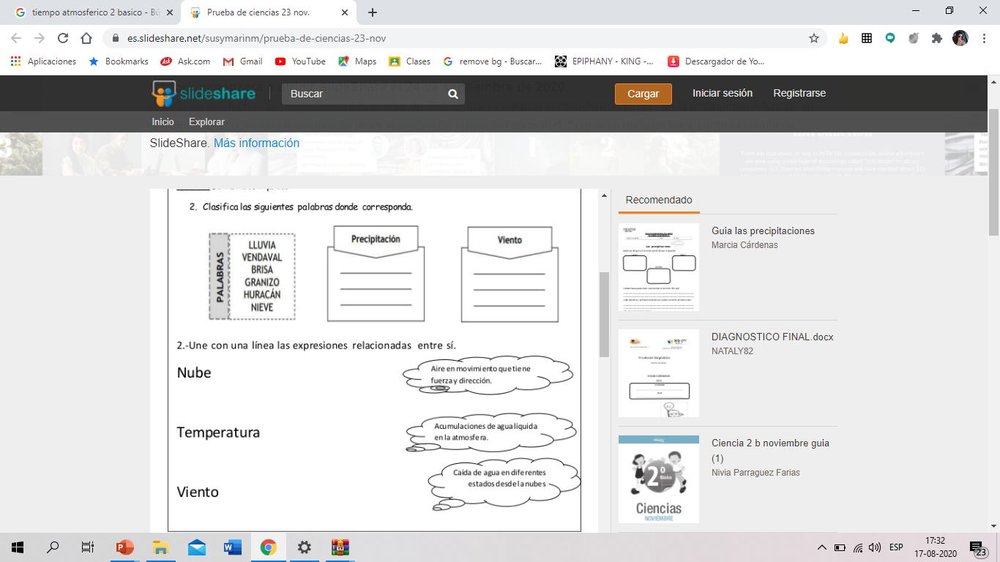 tiempo atmosferico 2 basico - Bú
Prueba de ciencias 23 nov.
es.slideshare.net/susymarinm/prueba-de-ciencias-23-nov
Aplicaciones
Bookmarks
Ask.com
Gmail
YouTube
Maps
Clases
remove bg - Buscar...
EPIPHANY - KING -...
Descargador de Yo...
slideshare
Buscar
Cargar
Iniciar sesión
Registrarse
Inicio
Explorar
SlideShare. Más información
2. Clasifica las siguientes palabras donde corresponda.
PALABRAS
LLUVIA
VENDAVAL
BRISA
GRANIZO
HURACÁN
NIEVE
Precipitación
Viento
2.-Une con una línea las expresiones relacionadas entre sí.
Nube
Aire en movimiento que tiene
fuerza y dirección.
Temperatura
Acumulaciones de agua líquida
en la atmosfera.
Viento
Caída de agua en diferentes
estados desde la nubes
Recomendado
Guia las precipitaciones
Marcia Cárdenas
DIAGNOSTICO FINAL.docx
NATALY82
2º
Básico
Ciencias
NOVIEMBRE
Ciencia 2 b noviembre guia
(1)
Nivia Parraguez Farias
ESP
17:32
17-08-2020
23